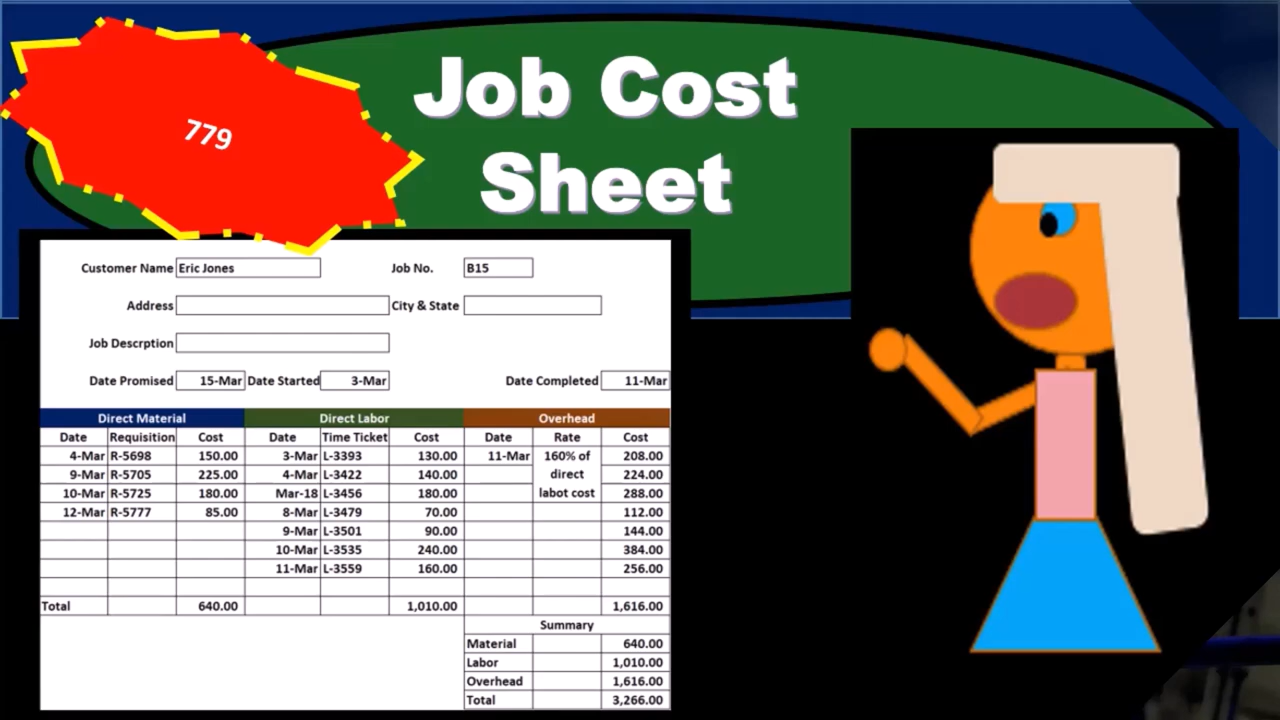 779
Job Cost
Sheet
Customer Name Eric Jones Job No. B15
Address City & State
Job Descrption
Date Promised 15-Mar Date Started 3-Mar Date Completed 11-Mar
Direct Material Direct Labor Overhead
Date Requisition Cost Date Time Ticket Cost Date Rate Cost
4-Mar R-5698 150.00 3-Mar L-3393 130.00 11-Mar 160% of 208.00
9-Mar R-5705 225.00 4-Mar L-3422 140.00 direct 224.00
10-Mar R-5725 180.00 Mar-18 L-3456 180.00 labot cost 288.00
12-Mar R-5777 85.00 8-Mar L-3479 70.00 112.00
9-Mar L-3501 90.00 144.00
10-Mar L-3535 240.00 384.00
11-Mar L-3559 160.00 256.00
Total 640.00 1,010.00 1,616.00
Summary
Material 640.00
Labor 1,010.00
Overhead 1,616.00
Total 3,266.00